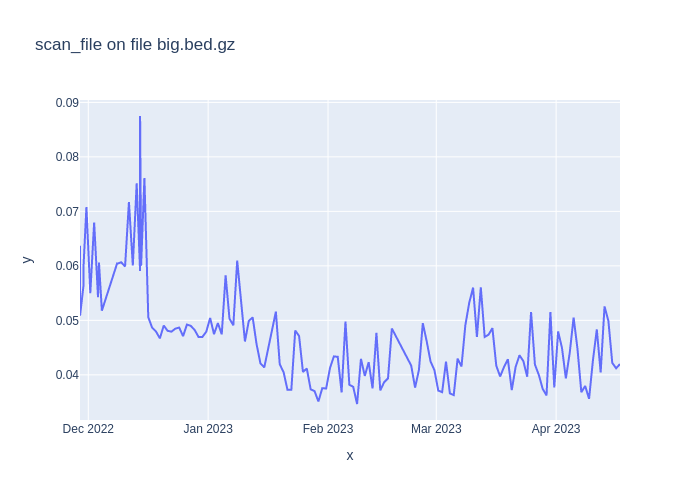 scan_file on file big.bed.gz
0.09
0.08
0.07
0.06
0.05
0.04
y
Dec 2022
Jan 2023
Feb 2023
Mar 2023
Apr 2023
x